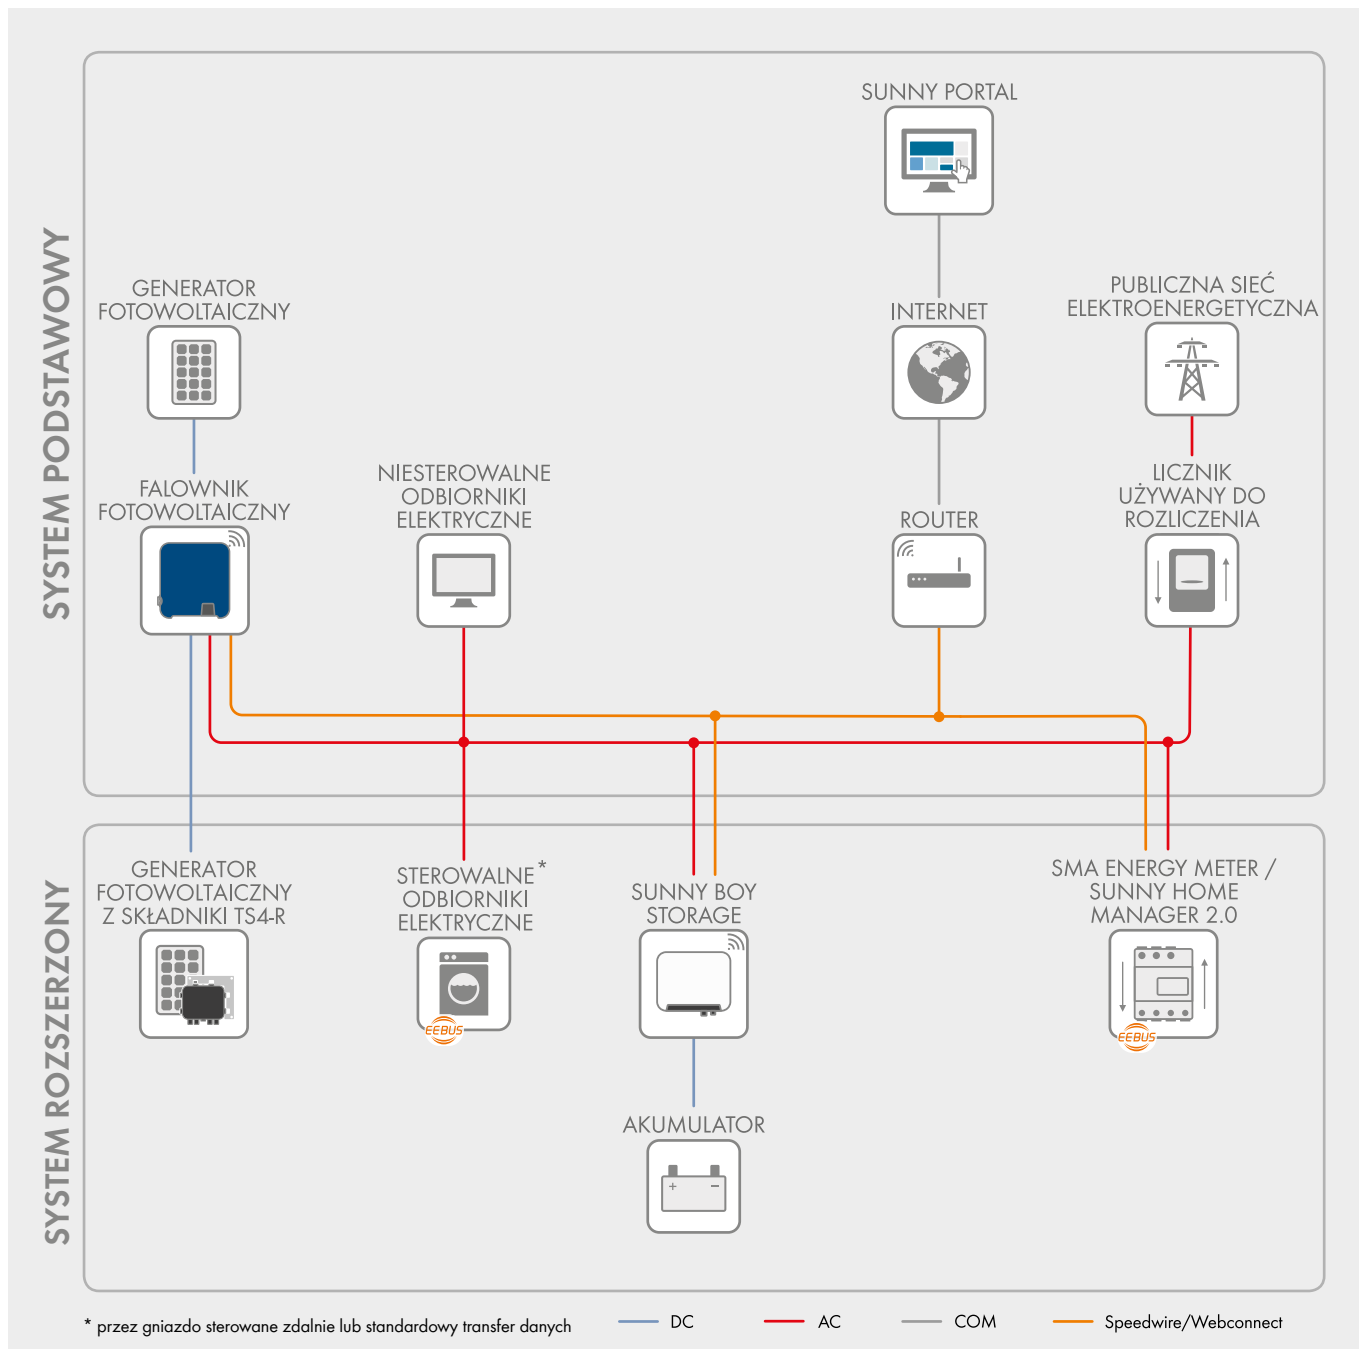 SYSTEM PODSTAWOWY
SUNNY PORTAL
GENERATOR
FOTOWOLTAICZNY
INTERNET
PUBLICZNA SIEĆ
ELEKTROENERGETYCZNA
FALOWNIK
FOTOWOLTAICZNY
NIESTEROWALNE
ODBIORNIKI
ELEKTRYCZNE
ROUTER
LICZNIK
UŻYWANY DO
ROZLICZENIA
SYSTEM ROZSZERZONY
GENERATOR
FOTOWOLTAICZNY
Z SKŁADNIKI TS4-R
STEROWALNE*
ODBIORNIKI
ELEKTRYCZNE
EEBUS
SUNNY BOY
STORAGE
SMA ENERGY METER /
SUNNY HOME
MANAGER 2.0
EEBUS
AKUMULATOR
+ −
* przez gniazdo sterowane zdalnie lub standardowy transfer danych
DC
AC
COM
Speedwire/Webconnect